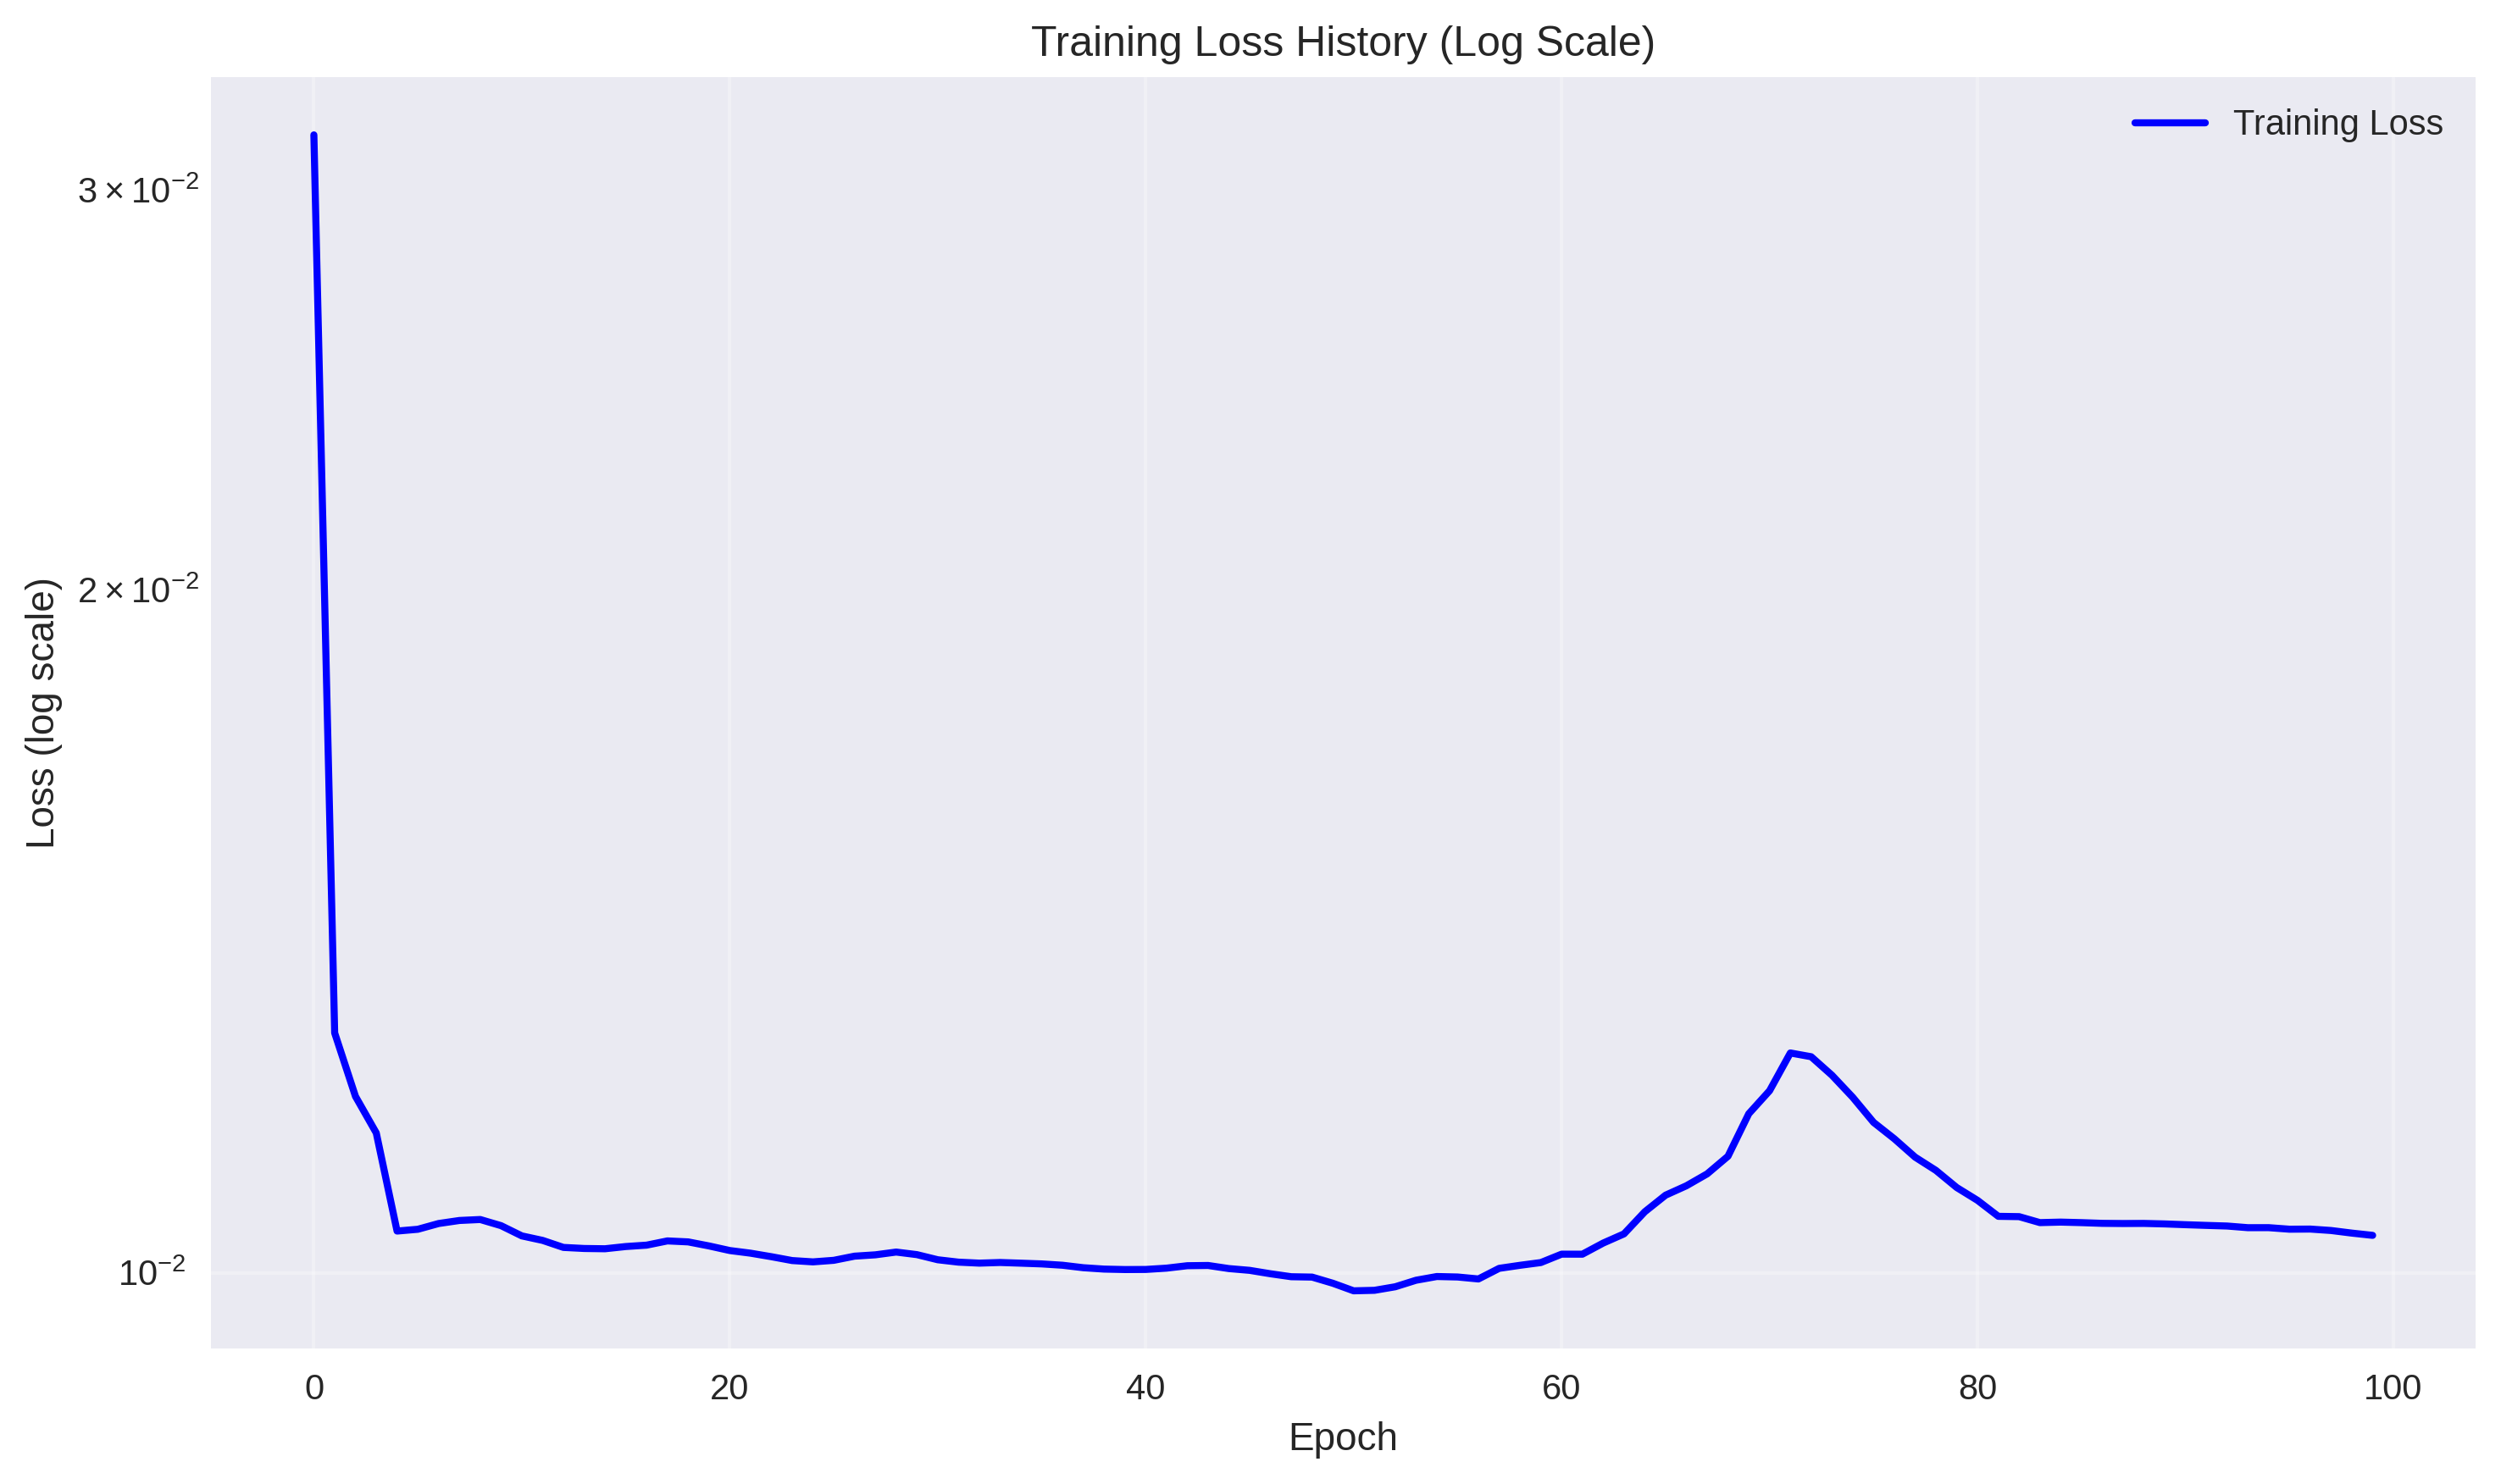 Training Loss History (Log Scale)
Training Loss
3 × 10⁻²
2 × 10⁻²
10⁻²
Loss (log scale)
0 20 40 60 80 100
Epoch